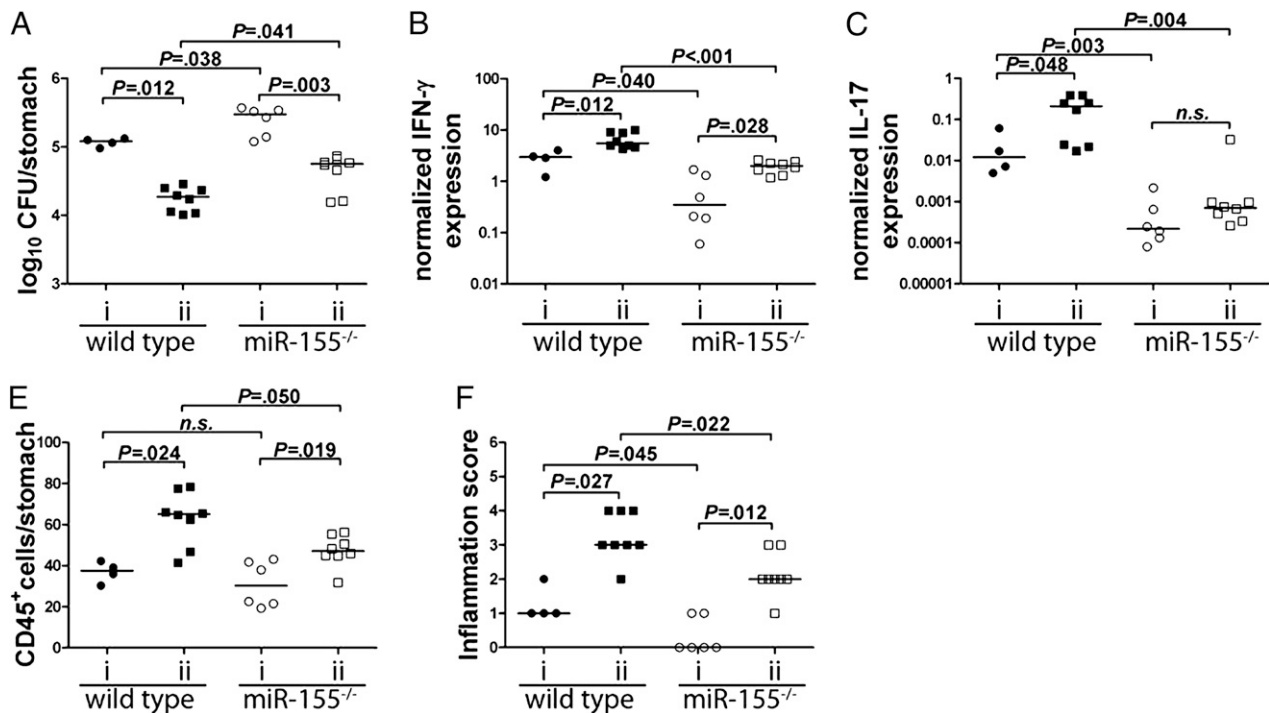 A
P=.041
P=.038
P=.012
P=.003
log10 CFU/stomach
6
5
4
3
i ii i ii
wild type miR-155-/-
B
P<.001
P=.040
P=.012
P=.028
normalized IFN-γ
expression
100
10
1
0.1
0.01
i ii i ii
wild type miR-155-/-
C
P=.004
P=.003
P=.048
n.s.
normalized IL-17
expression
1
0.1
0.01
0.001
0.0001
0.00001
i ii i ii
wild type miR-155-/-
E
P=.050
n.s.
P=.024
P=.019
CD45+ cells/stomach
100
80
60
40
20
0
i ii i ii
wild type miR-155-/-
F
P=.022
P=.045
P=.027
P=.012
Inflammation score
6
5
4
3
2
1
0
i ii i ii
wild type miR-155-/-